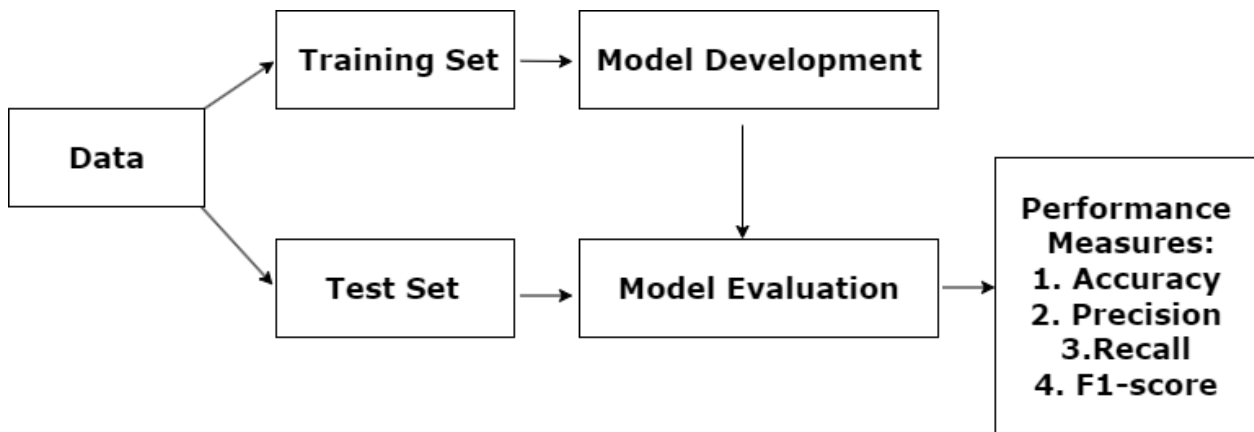 Training Set
Model Development
Data
Test Set
Model Evaluation
Performance
Measures:
1. Accuracy
2. Precision
3.Recall
4. F1-score